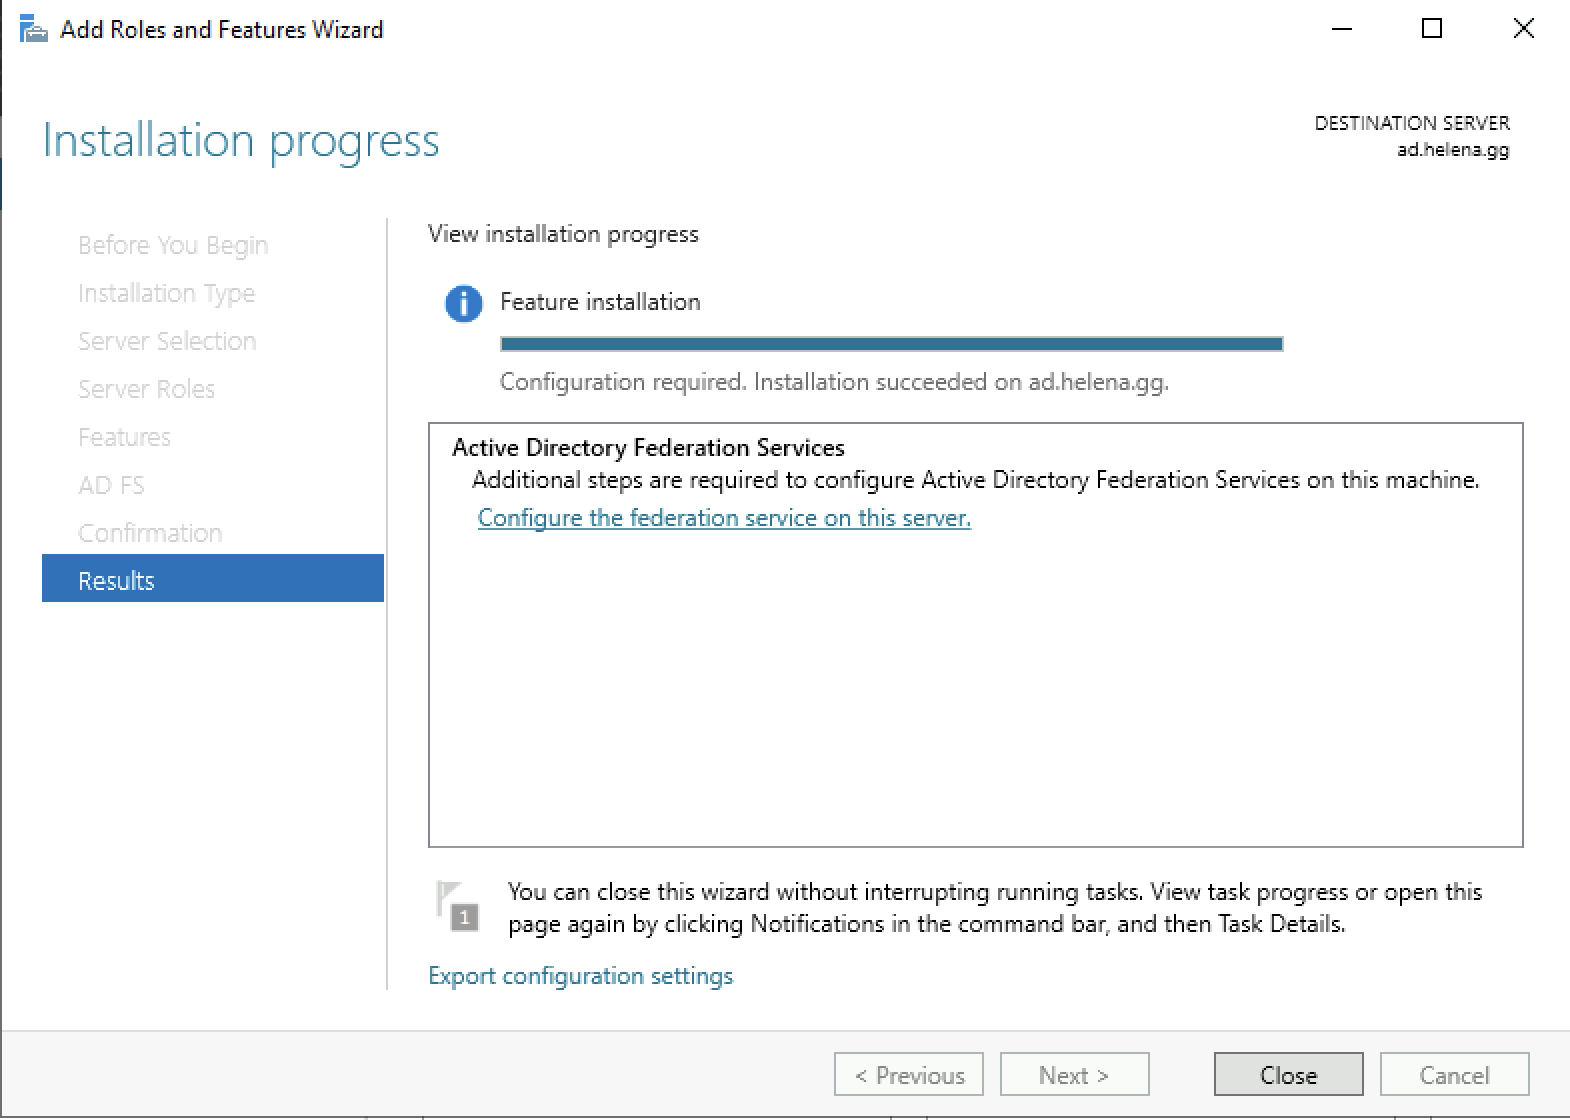 Add Roles and Features Wizard
Installation progress
DESTINATION SERVER
ad.helena.gg
Before You Begin
Installation Type
Server Selection
Server Roles
Features
AD FS
Confirmation
Results
View installation progress
Feature installation
Configuration required. Installation succeeded on ad.helena.gg.
Active Directory Federation Services
Additional steps are required to configure Active Directory Federation Services on this machine.
Configure the federation service on this server.
1
You can close this wizard without interrupting running tasks. View task progress or open this
page again by clicking Notifications in the command bar, and then Task Details.
Export configuration settings
< Previous
Next >
Close
Cancel